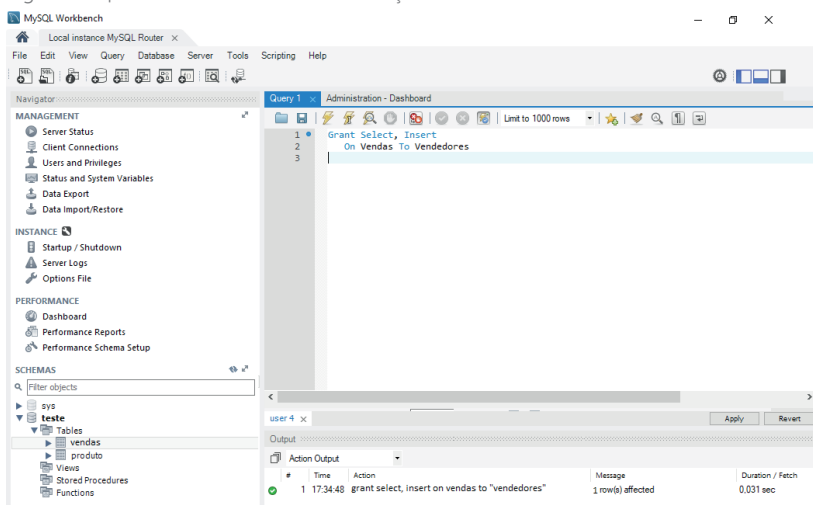 MySQL Workbench
Local instance MySQL Router ×
File Edit View Query Database Server Tools Scripting Help
Navigator
MANAGEMENT
Server Status
Client Connections
Users and Privileges
Status and System Variables
Data Export
Data Import/Restore
INSTANCE
Startup / Shutdown
Server Logs
Options File
PERFORMANCE
Dashboard
Performance Reports
Performance Schema Setup
SCHEMAS
Filter objects
sys
teste
Tables
vendas
produto
Views
Stored Procedures
Functions
Query 1 × Administration - Dashboard
Limit to 1000 rows
1 Grant Select, Insert
2 On Vendas To Vendedores
3
user 4 × Apply Revert
Output
Action Output
# Time Action Message Duration / Fetch
1 17:34:48 grant select, insert on vendas to "vendedores" 1 row(s) affected 0,031 sec